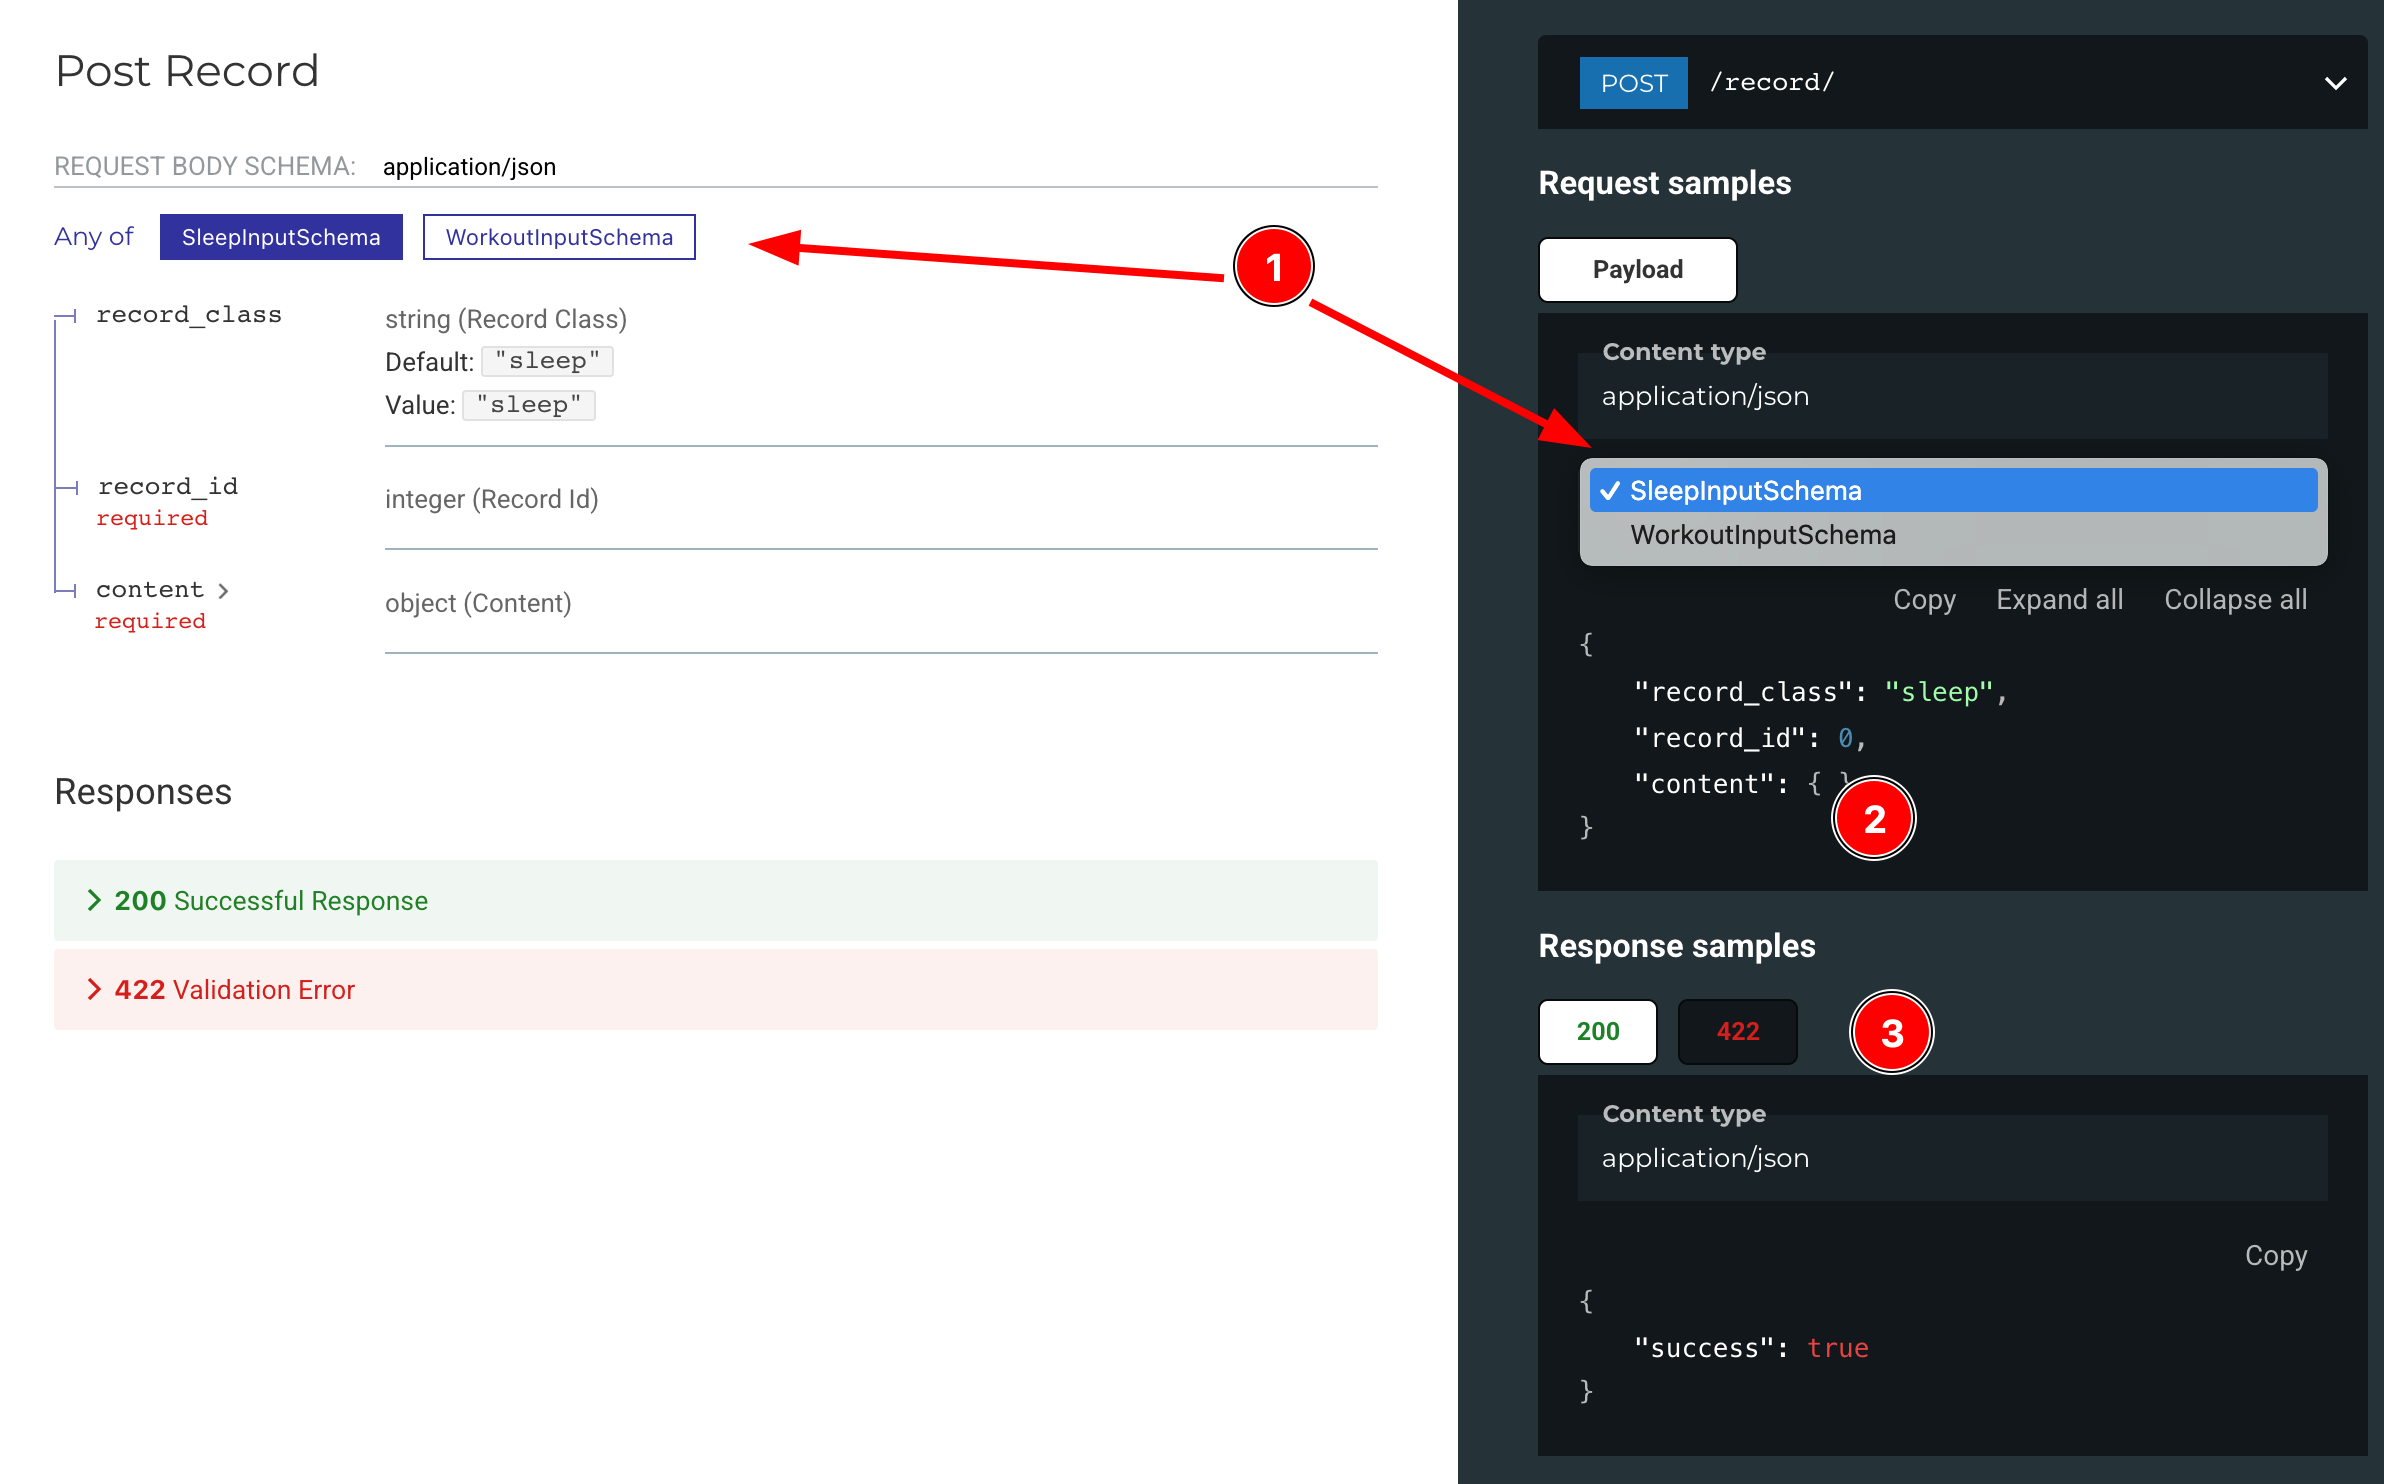 Post Record
REQUEST BODY SCHEMA: application/json
Any of SleepInputSchema WorkoutInputSchema
record_class string (Record Class)
Default: "sleep"
Value: "sleep"
record_id
required
integer (Record Id)
content
required
object (Content)
Responses
200 Successful Response
422 Validation Error
1
POST /record/
Request samples
Payload
Content type
application/json
SleepInputSchema
WorkoutInputSchema
Copy Expand all Collapse all
{
"record_class": "sleep",
"record_id": 0,
"content": { }
}
2
Response samples
200 422
3
Content type
application/json
Copy
{
"success": true
}